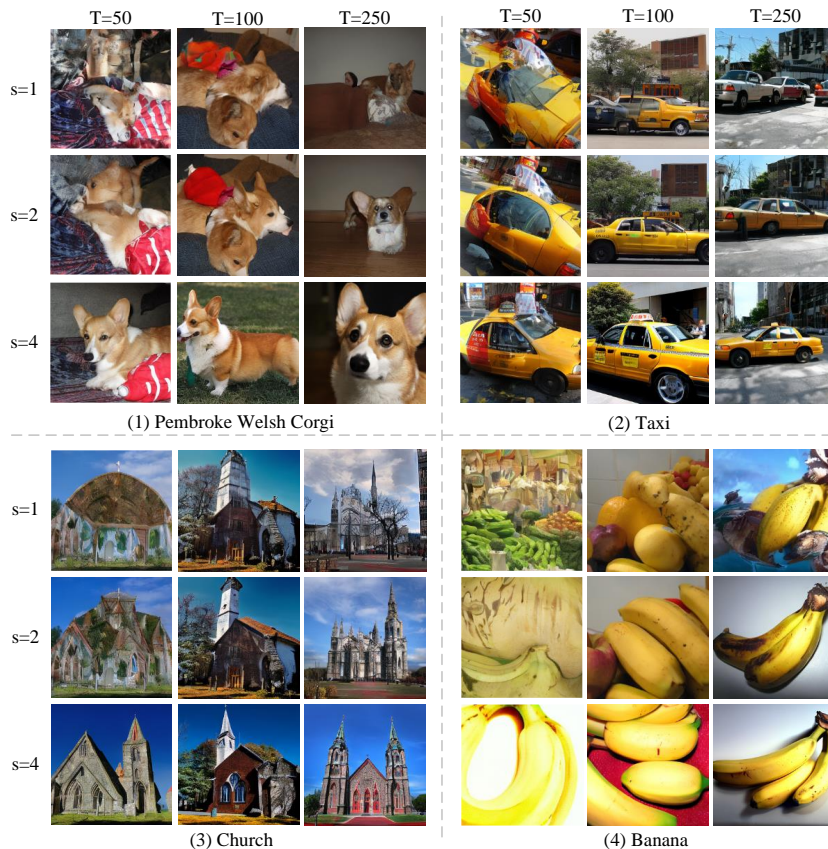 T=50 T=100 T=250 T=50 T=100 T=250
s=1
s=2
s=4
(1) Pembroke Welsh Corgi (2) Taxi
s=1
s=2
s=4
(3) Church (4) Banana